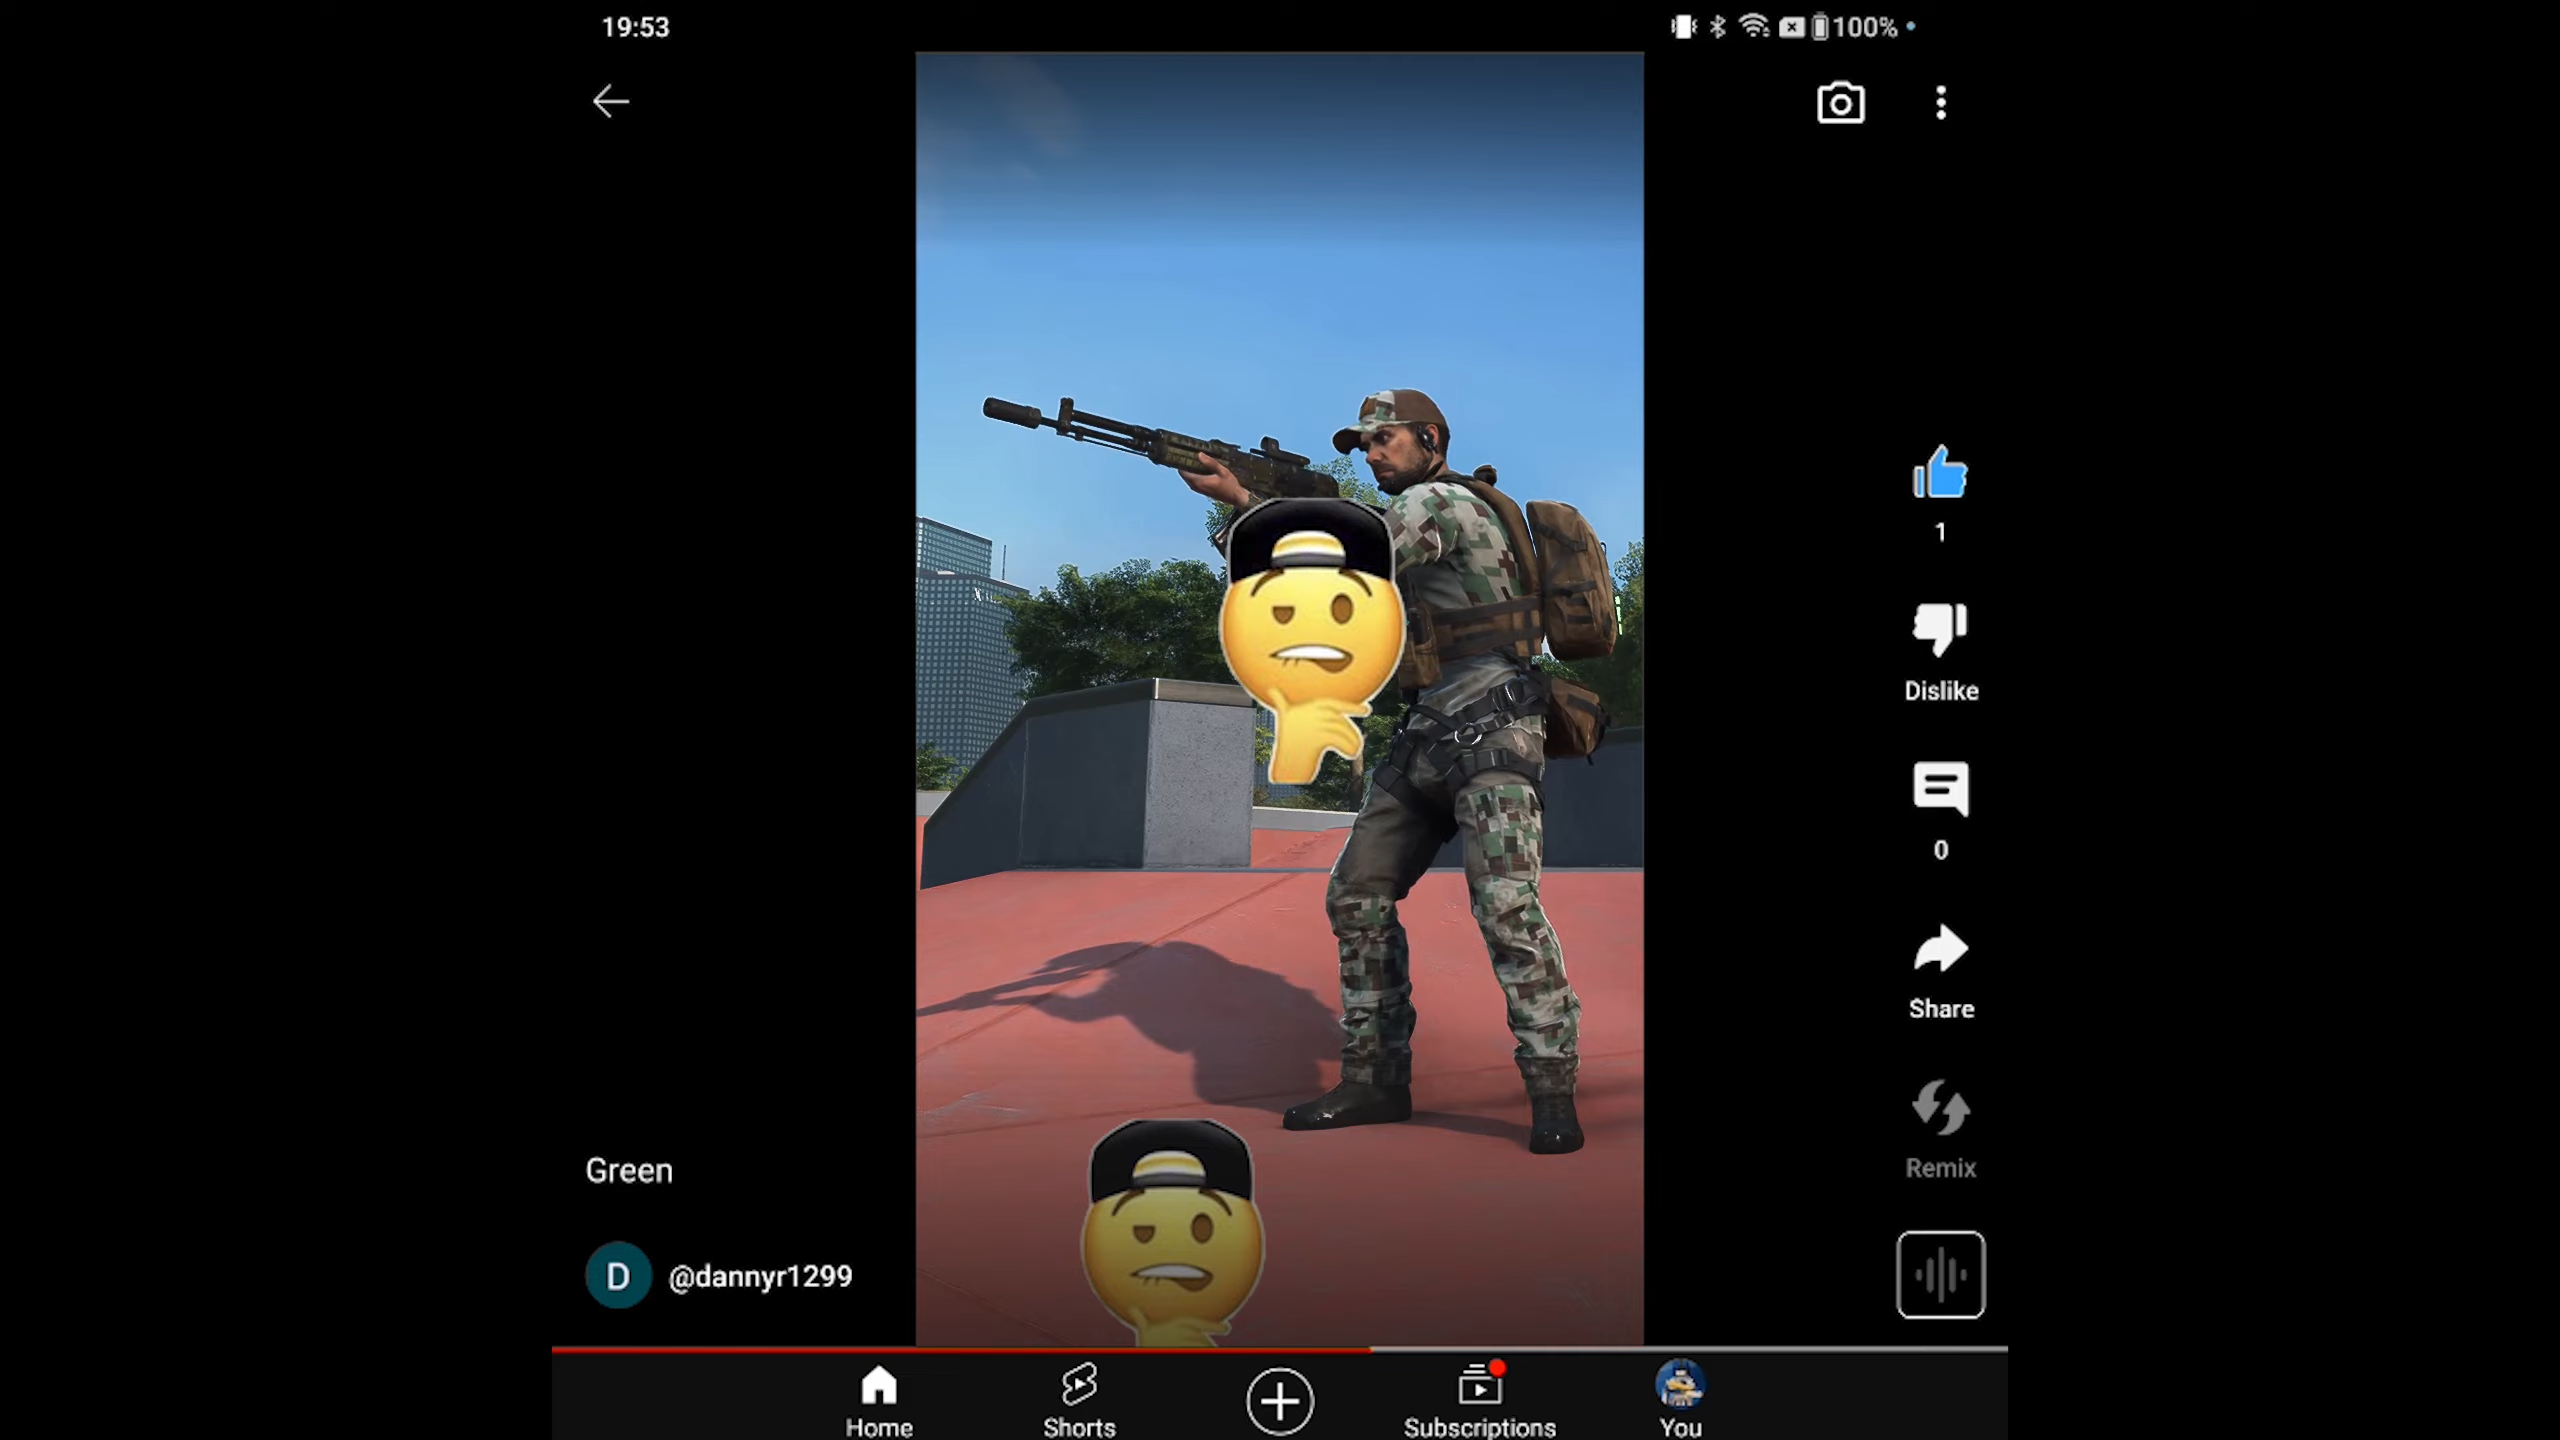 19:53
100%
1
Dislike
0
Share
Remix
Green
D @dannyr1299
Home
Shorts
Subscriptions
You